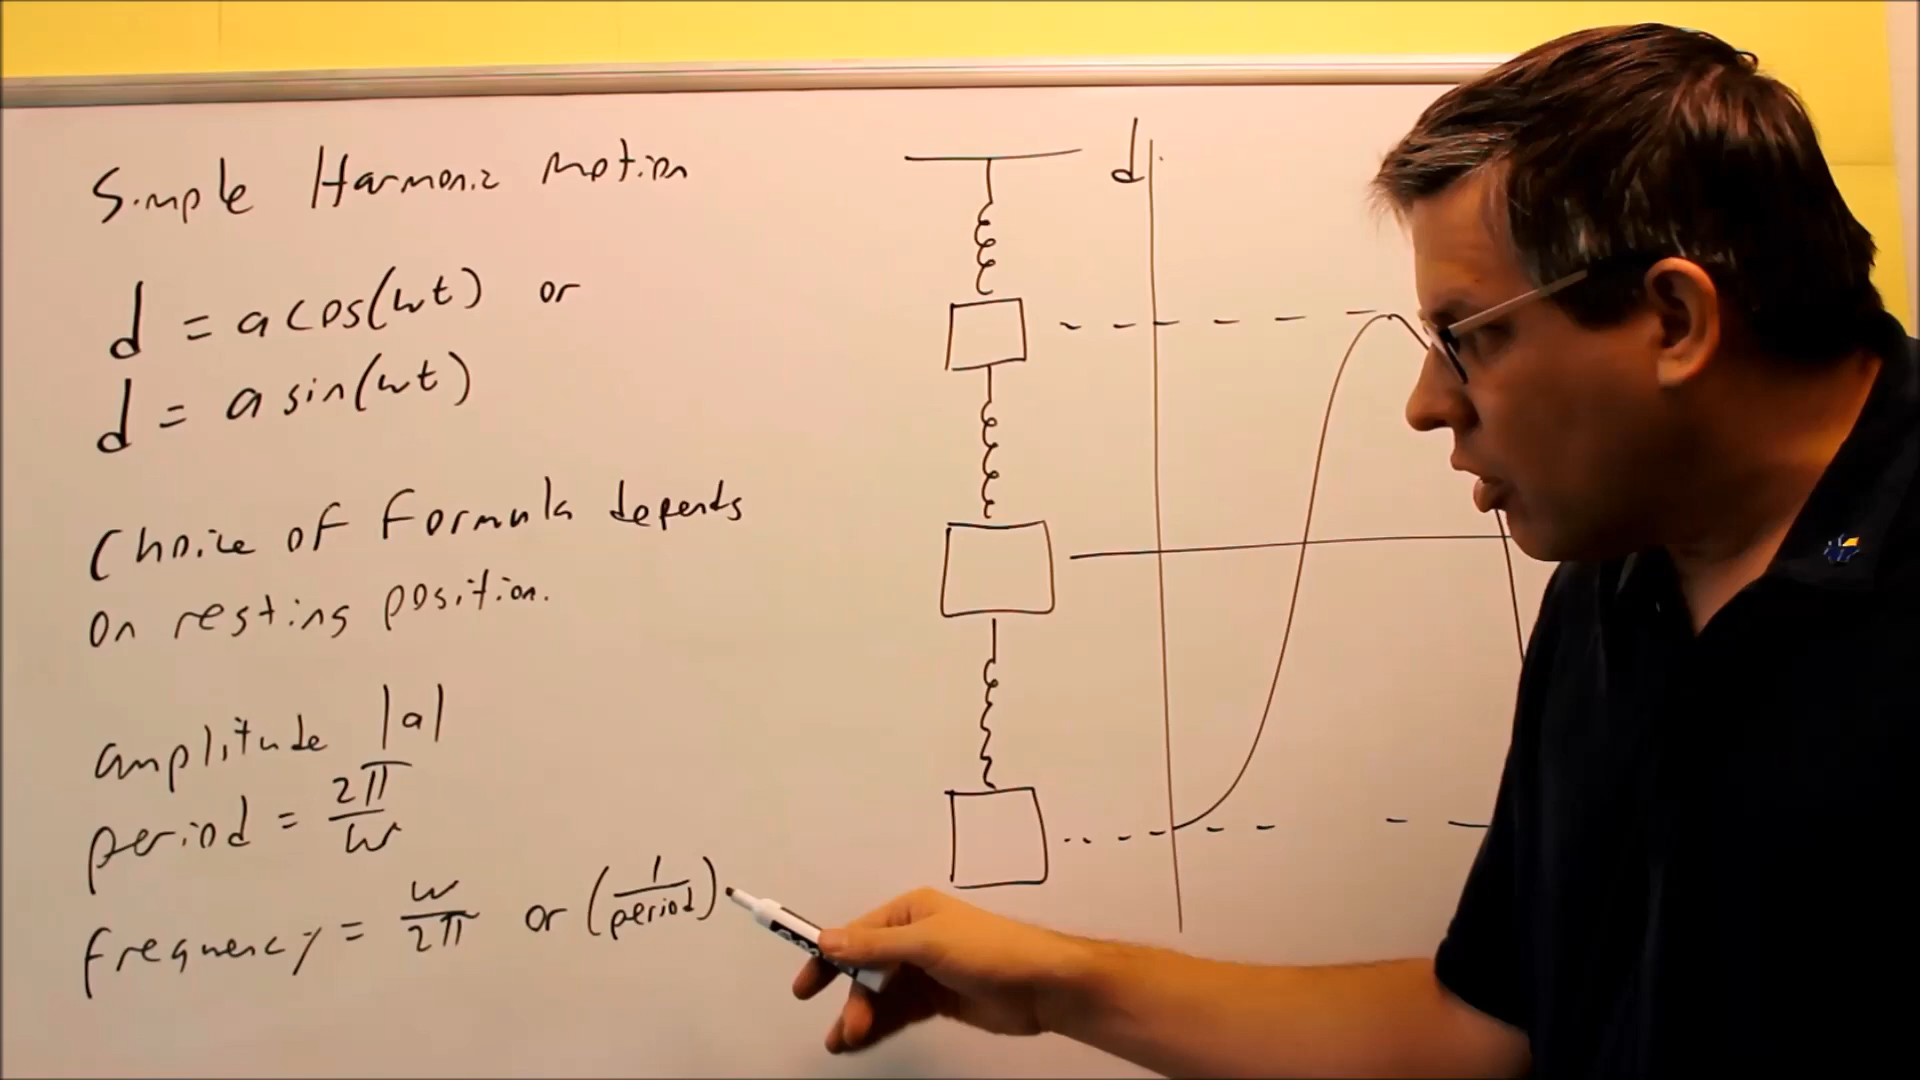 Simple Harmonic Motion
d = a cos(wt) or
d = a sin(wt)
Choice of Formula depends
on resting position.
amplitude |a|
period = 2π/w
frequency = w/2π or (1/period)
d